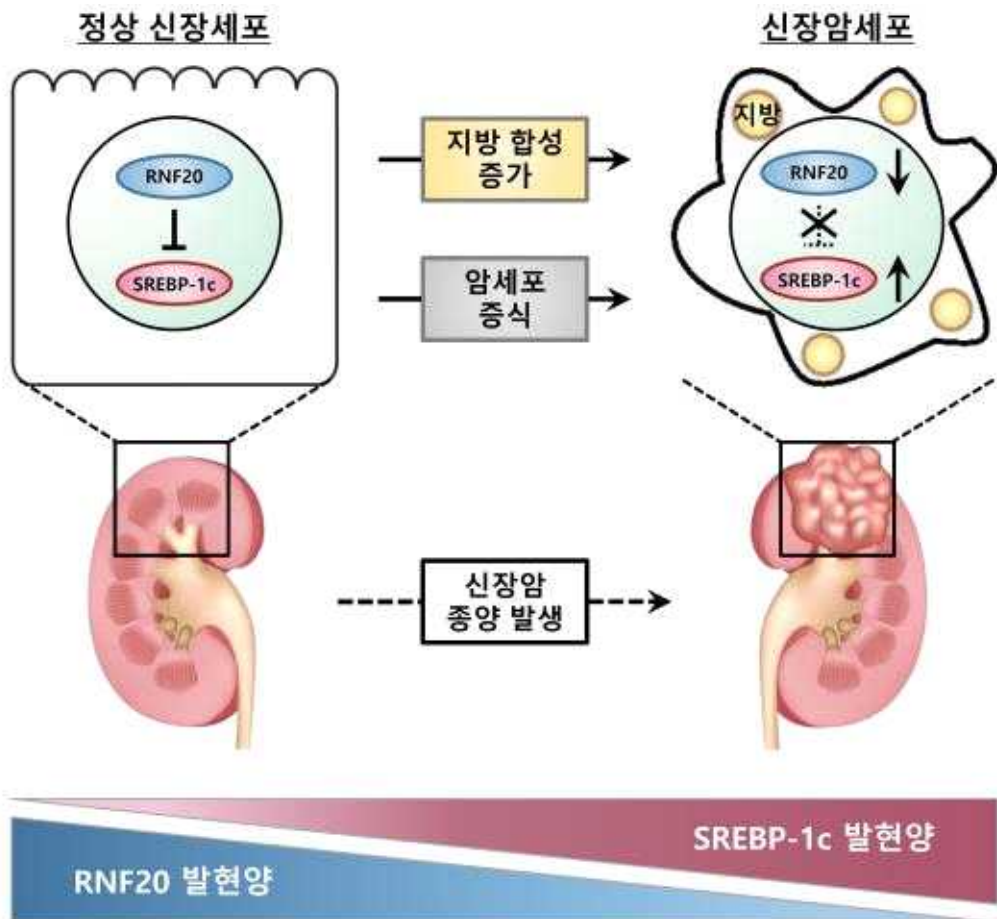 정상 신장세포
신장암세포
RNF20
SREBP-1c
지방 합성
증가
암세포
증식
지방
RNF20
SREBP-1c
신장암
종양 발생
SREBP-1c 발현양
RNF20 발현양